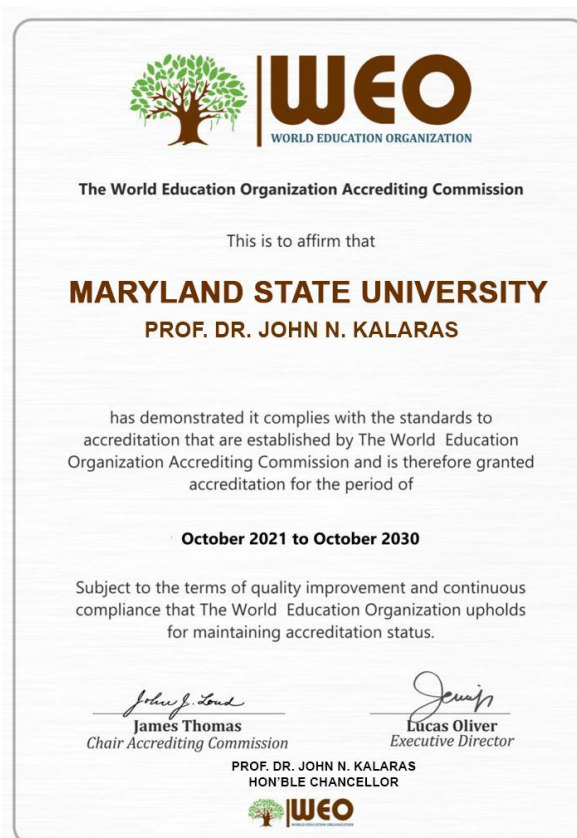 WEO
WORLD EDUCATION ORGANIZATION
The World Education Organization Accrediting Commission
This is to affirm that
MARYLAND STATE UNIVERSITY
PROF. DR. JOHN N. KALARAS
has demonstrated it complies with the standards to
accreditation that are established by The World Education
Organization Accrediting Commission and is therefore granted
accreditation for the period of
October 2021 to October 2030
Subject to the terms of quality improvement and continuous
compliance that The World Education Organization upholds
for maintaining accreditation status.
James Thomas
Chair Accrediting Commission
Lucas Oliver
Executive Director
PROF. DR. JOHN N. KALARAS
HON'BLE CHANCELLOR
WEO
WORLD EDUCATION ORGANIZATION